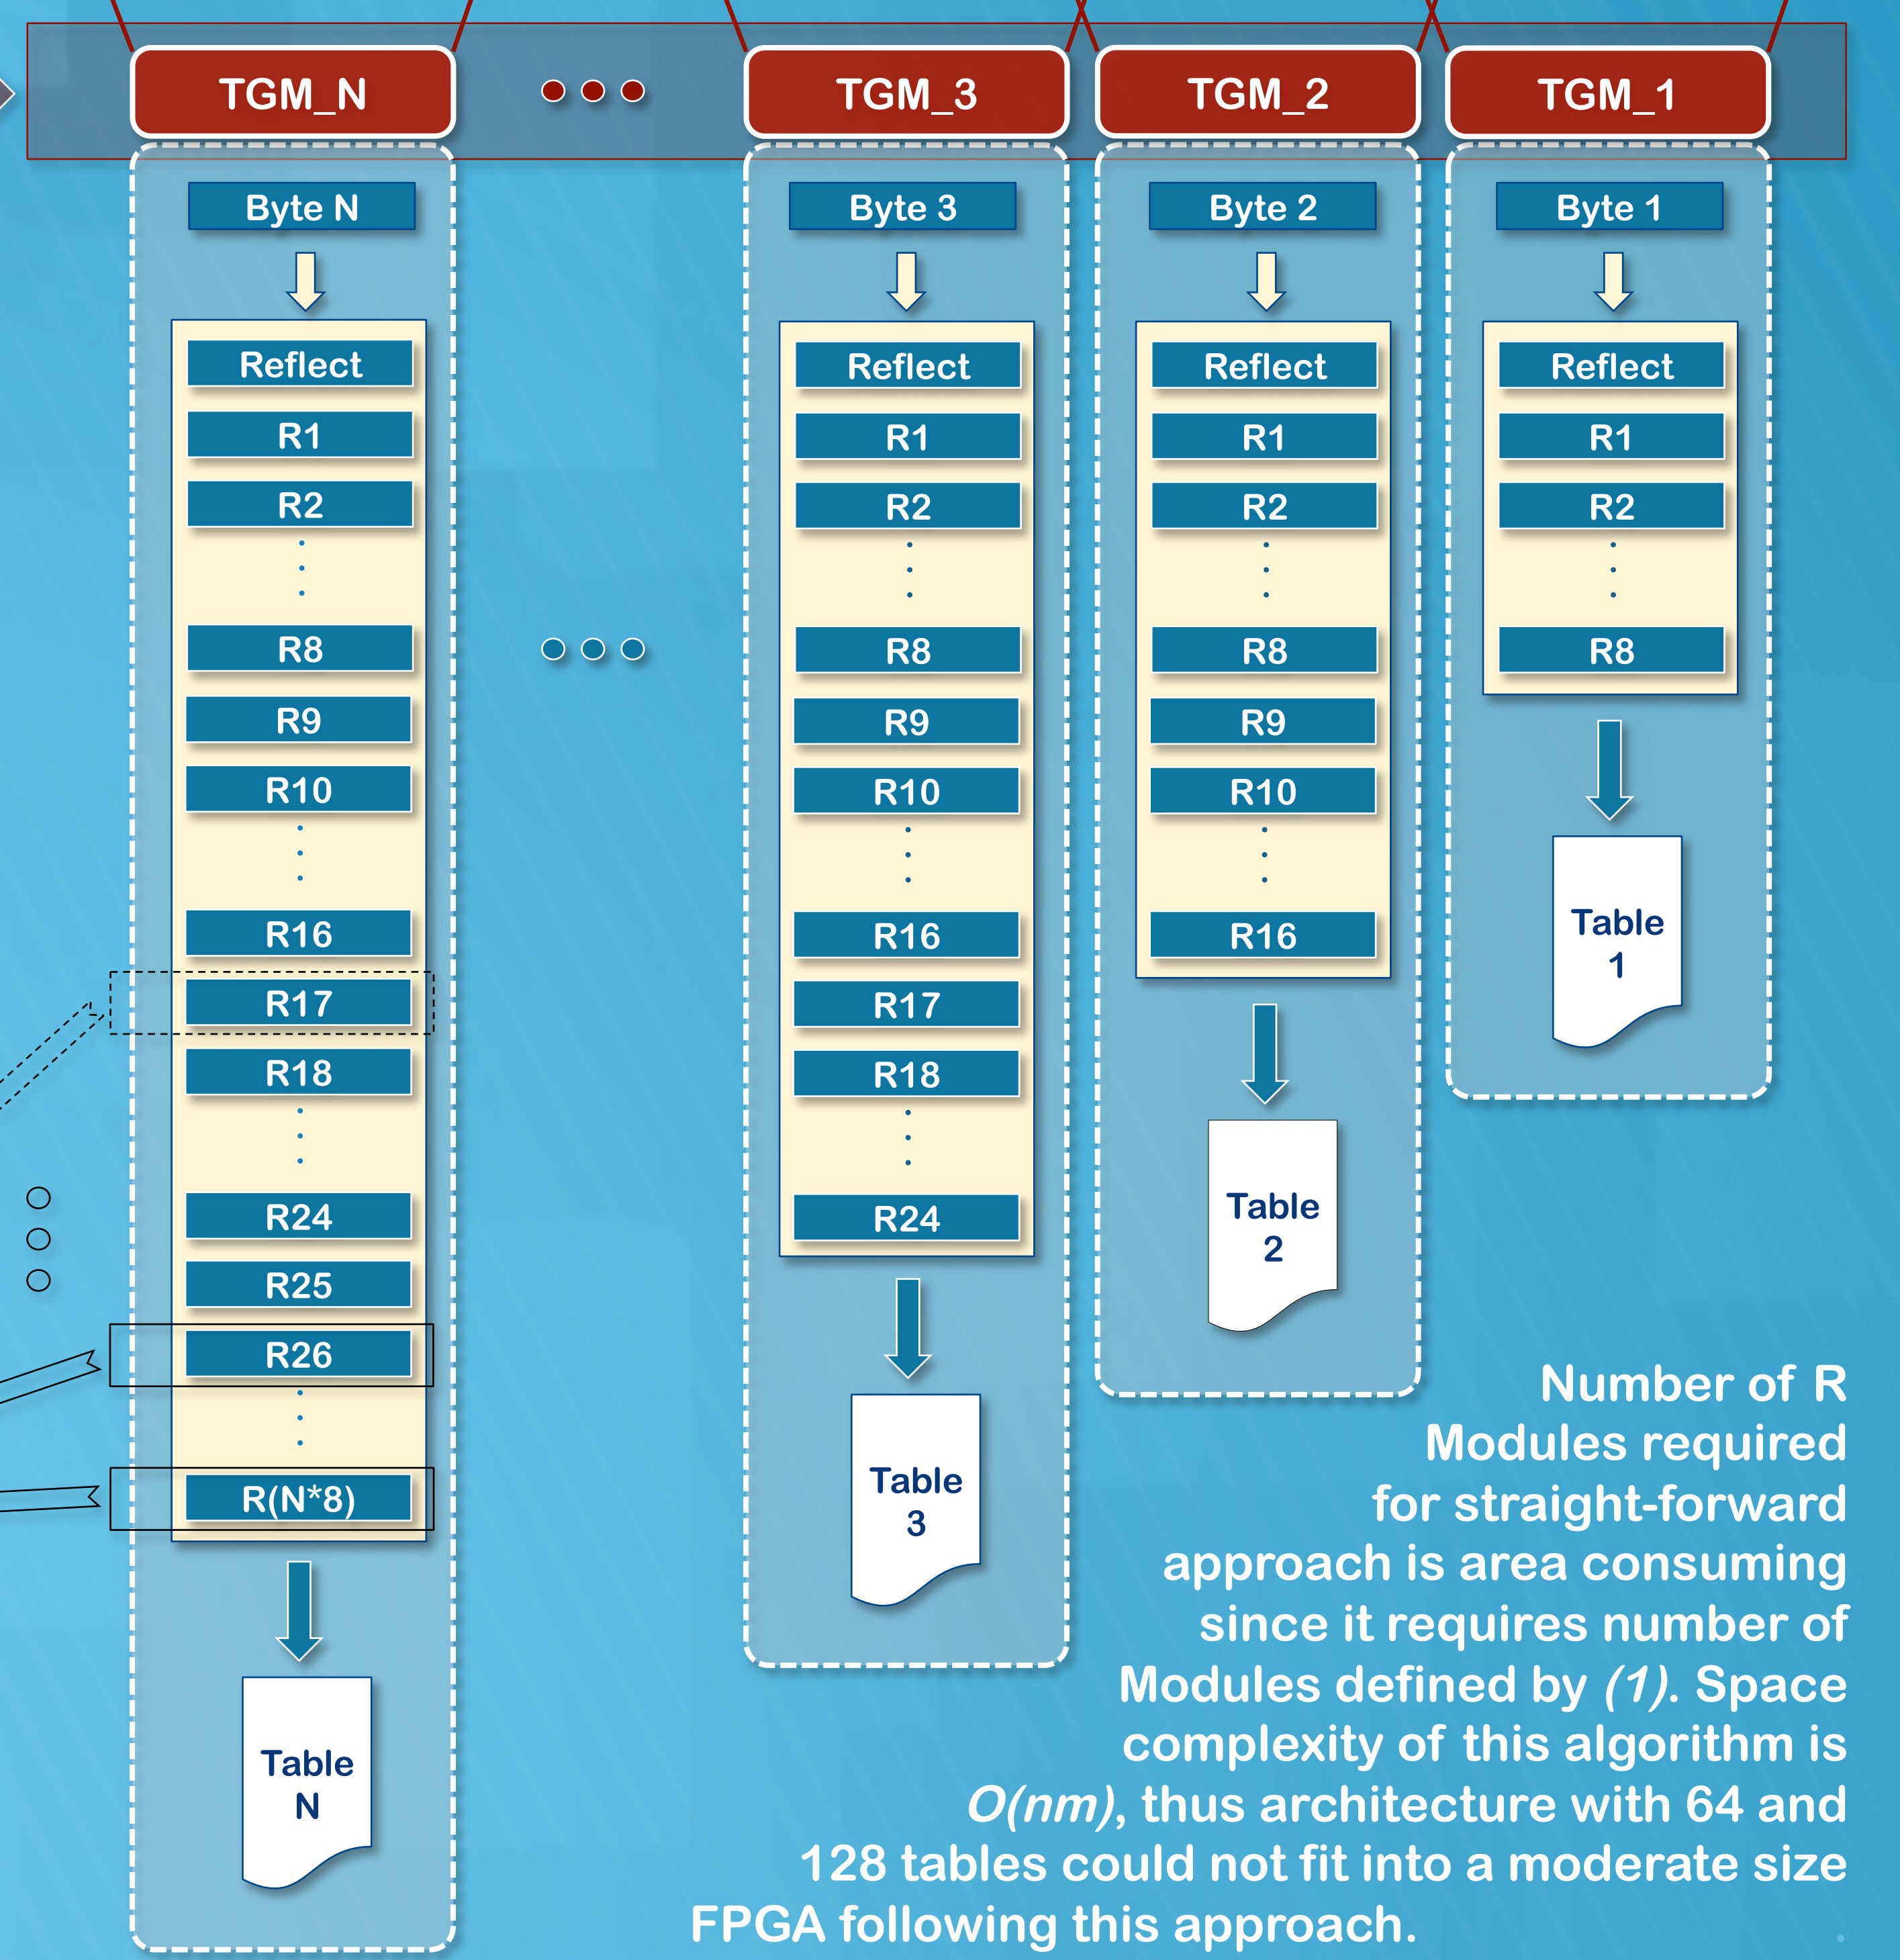 TGM_N
TGM_3
TGM_2
TGM_1
Byte N
Byte 3
Byte 2
Byte 1
Reflect
R1
R2
R8
R9
R10
R16
R17
R18
R24
R25
R26
R(N*8)
Table
N
Reflect
R1
R2
R8
R9
R10
R16
R17
R18
R24
Table
3
Reflect
R1
R2
R8
R9
R10
R16
Table
2
Reflect
R1
R2
R8
Table
1
Number of R
Modules required
for straight-forward
approach is area consuming
since it requires number of
Modules defined by (1). Space
complexity of this algorithm is
O(nm), thus architecture with 64 and
128 tables could not fit into a moderate size
FPGA following this approach. .